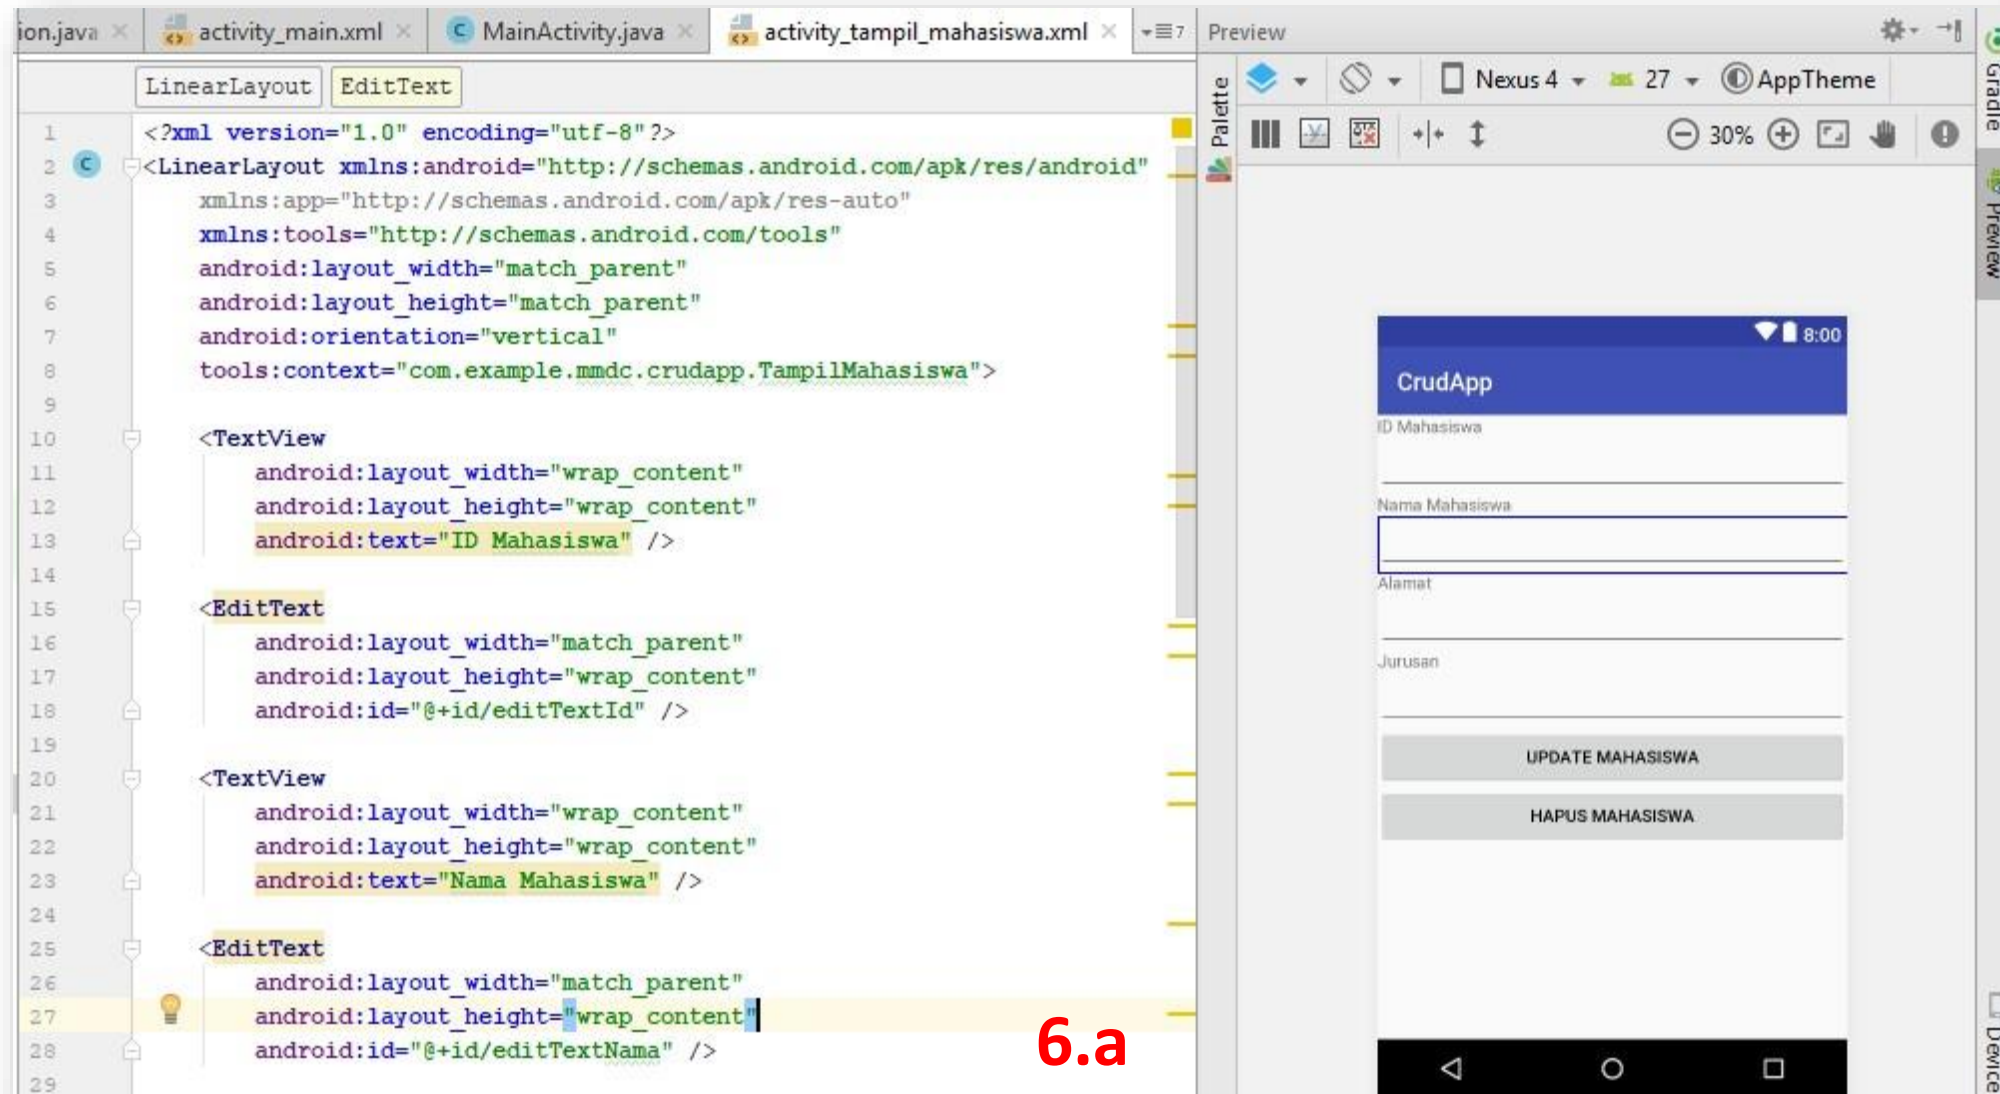 ion.java activity_main.xml MainActivity.java activity_tampil_mahasiswa.xml 7
LinearLayout EditText
1 <?xml version="1.0" encoding="utf-8"?>
2 C <LinearLayout xmlns:android="http://schemas.android.com/apk/res/android"
3 xmlns:app="http://schemas.android.com/apk/res-auto"
4 xmlns:tools="http://schemas.android.com/tools"
5 android:layout_width="match_parent"
6 android:layout_height="match_parent"
7 android:orientation="vertical"
8 tools:context="com.example.mmdc.crudapp.TampilMahasiswa">
9
10 <TextView
11 android:layout_width="wrap_content"
12 android:layout_height="wrap_content"
13 android:text="ID Mahasiswa" />
14
15 <EditText
16 android:layout_width="match_parent"
17 android:layout_height="wrap_content"
18 android:id="@+id/editTextId" />
19
20 <TextView
21 android:layout_width="wrap_content"
22 android:layout_height="wrap_content"
23 android:text="Nama Mahasiswa" />
24
25 <EditText
26 android:layout_width="match_parent"
27 android:layout_height="wrap_content"
28 android:id="@+id/editTextNama" />
29
6.a
Preview
Palette
Nexus 4 27 AppTheme
30%
8:00
CrudApp
ID Mahasiswa
Nama Mahasiswa
Alamat
Jurusan
UPDATE MAHASISWA
HAPUS MAHASISWA
Gradle
Preview
Device